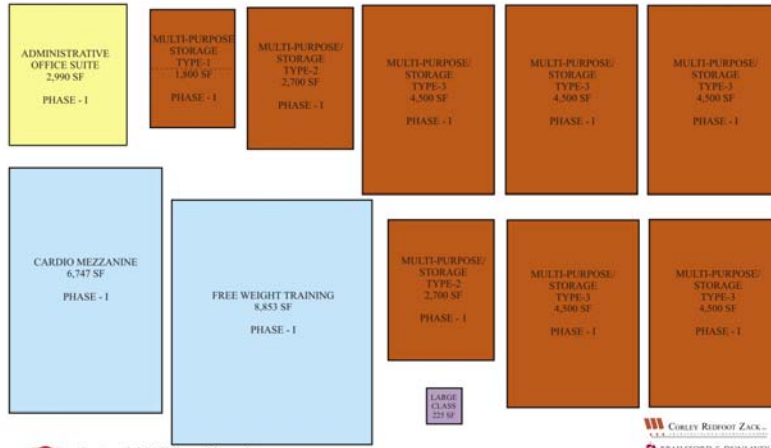 ADMINISTRATIVE
OFFICE SUITE
2,990 SF
PHASE - I
MULTI-PURPOSE/
STORAGE
TYPE-1
1,800 SF
PHASE - I
MULTI-PURPOSE/
STORAGE
TYPE-2
2,700 SF
PHASE - I
MULTI-PURPOSE/
STORAGE
TYPE-3
4,500 SF
PHASE - I
MULTI-PURPOSE/
STORAGE
TYPE-3
4,500 SF
PHASE - I
MULTI-PURPOSE/
STORAGE
TYPE-3
4,500 SF
PHASE - I
CARDIO MEZZANINE
6,747 SF
PHASE - I
FREE WEIGHT TRAINING
8,853 SF
PHASE - I
MULTI-PURPOSE/
STORAGE
TYPE-2
2,700 SF
PHASE - I
MULTI-PURPOSE/
STORAGE
TYPE-3
4,500 SF
PHASE - I
MULTI-PURPOSE/
STORAGE
TYPE-3
4,500 SF
PHASE - I
LARGE
CLASS
225 SF
CORLEY REDFOOT ZACK